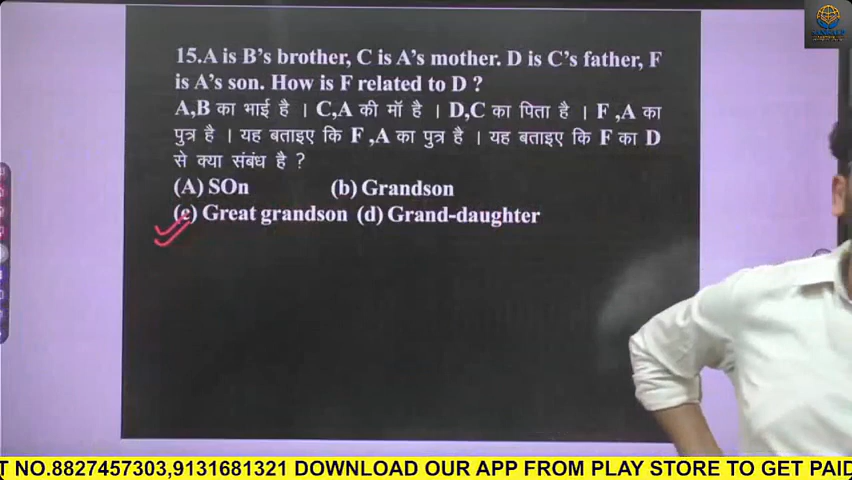 15.A is B's brother, C is A's mother. D is C's father, F
is A's son. How is F related to D ?
A,B का भाई है । C,A की मॉ है । D,C का पिता है । F ,A का
पुत्र है । यह बताइए कि F ,A का पुत्र है । यह बताइए कि F का D
से क्या संबंध है ?
(A) SOn (b) Grandson
(c) Great grandson (d) Grand-daughter
T NO.8827457303,9131681321 DOWNLOAD OUR APP FROM PLAY STORE TO GET PAID